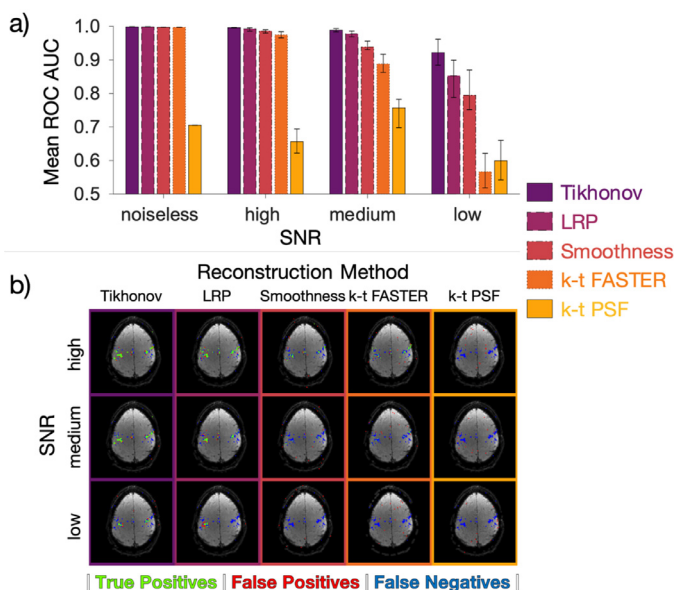 a)
Mean ROC AUC
1.0
0.9
0.8
0.7
0.6
0.5
noiseless high medium low
SNR
Tikhonov
LRP
Smoothness
k-t FASTER
k-t PSF
b)
Reconstruction Method
Tikhonov LRP Smoothness k-t FASTER k-t PSF
SNR
high
medium
low
True Positives False Positives False Negatives